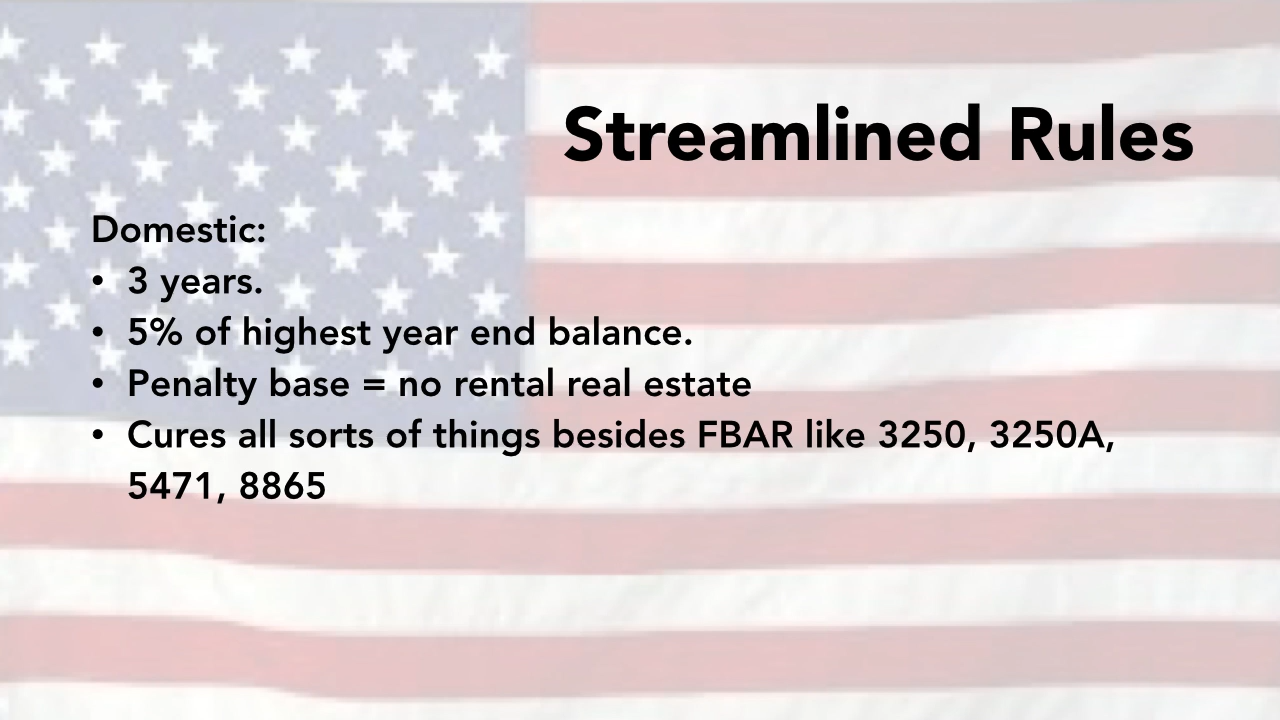 Streamlined Rules
Domestic:
• 3 years.
• 5% of highest year end balance.
• Penalty base = no rental real estate
• Cures all sorts of things besides FBAR like 3250, 3250A,
5471, 8865